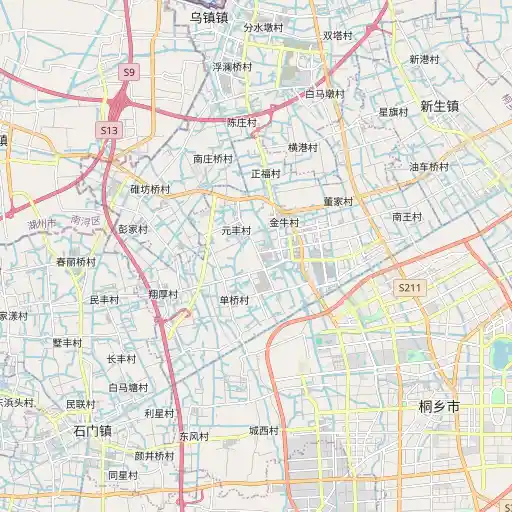 乌镇镇
分水墩村
双塔村
新港村
浮澜桥村
S9
白马墩村
新生镇
星旗村
陈庄村
S13
镇
横港村
南庄桥村
油车桥村
正福村
碓坊桥村
董家村
南王村
湖州市
南浔区
彭家村
元丰村
金牛村
春丽桥村
S211
翔厚村
民丰村
单桥村
家漾村
墅丰村
长丰村
白马塘村
东浜头村
民联村
利星村
桐乡市
石门镇
东风村
城西村
颜井桥村
同星村